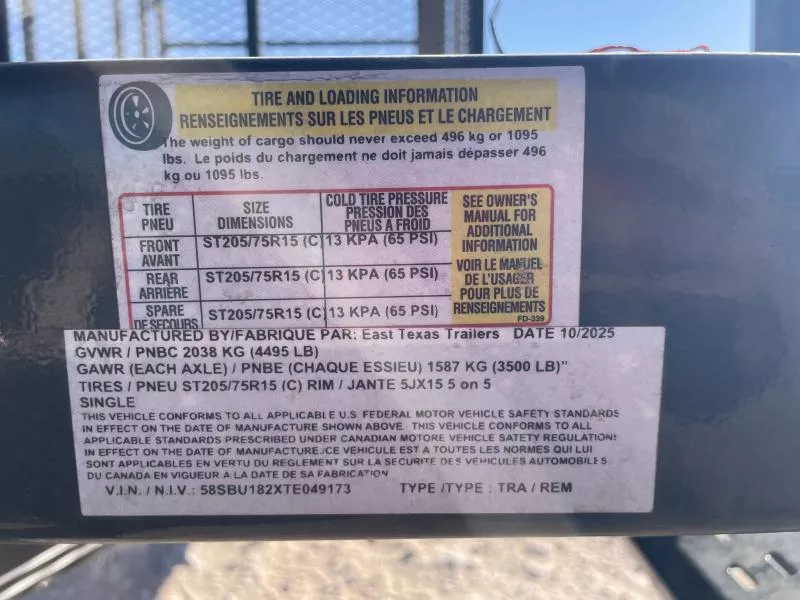 TIRE AND LOADING INFORMATION
RENSEIGNEMENTS SUR LES PNEUS ET LE CHARGEMENT
The weight of cargo should never exceed 496 kg or 1095
lbs. Le poids du chargement ne doit jamais dépasser 496
kg ou 1095 lbs.
TIRE PNEU
SIZE DIMENSIONS
COLD TIRE PRESSURE PRESSION DES PNEUS A FROID
SEE OWNER'S MANUAL FOR ADDITIONAL INFORMATION
FRONT AVANT ST205/75R15 (C) 13 KPA (65 PSI)
REAR ARRIÈRE ST205/75R15 (C) 13 KPA (65 PSI)
VOIR LE MANUEL DE L'USAGER POUR PLUS DE RENSEIGNEMENTS
SPARE DE SECOURS ST205/75R15 (C) 13 KPA (65 PSI)
FD-339
MANUFACTURED BY/FABRIQUE PAR: East Texas Trailers DATE 10/2025
GVWR / PNBC 2038 KG (4495 LB)
GAWR (EACH AXLE) / PNBE (CHAQUE ESSIEU) 1587 KG (3500 LB)"
TIRES / PNEU ST205/75R15 (C) RIM / JANTE 5JX15 5 on 5
SINGLE
THIS VEHICLE CONFORMS TO ALL APPLICABLE U.S. FEDERAL MOTOR VEHICLE SAFETY STANDARDS
IN EFFECT ON THE DATE OF MANUFACTURE SHOWN ABOVE. THIS VEHICLE CONFORMS TO ALL
APPLICABLE STANDARDS PRESCRIBED UNDER CANADIAN MOTORE VEHICLE SATETY REGULATIONS
IN EFFECT ON THE DATE OF MANUFACTURE./CE VEHICULE EST A TOUTES LES NORMES QUI LUI
SONT APPLICABLES EN VERTU DU REGLEMENT SUR LA SECURITE DES VEHICULES AUTOMOBILES
DU CANADA EN VIGUEUR A LA DATE DE SA FABRICATION
V.I.N. / N.I.V.: 58SBU182XTE049173 TYPE /TYPE : TRA / REM